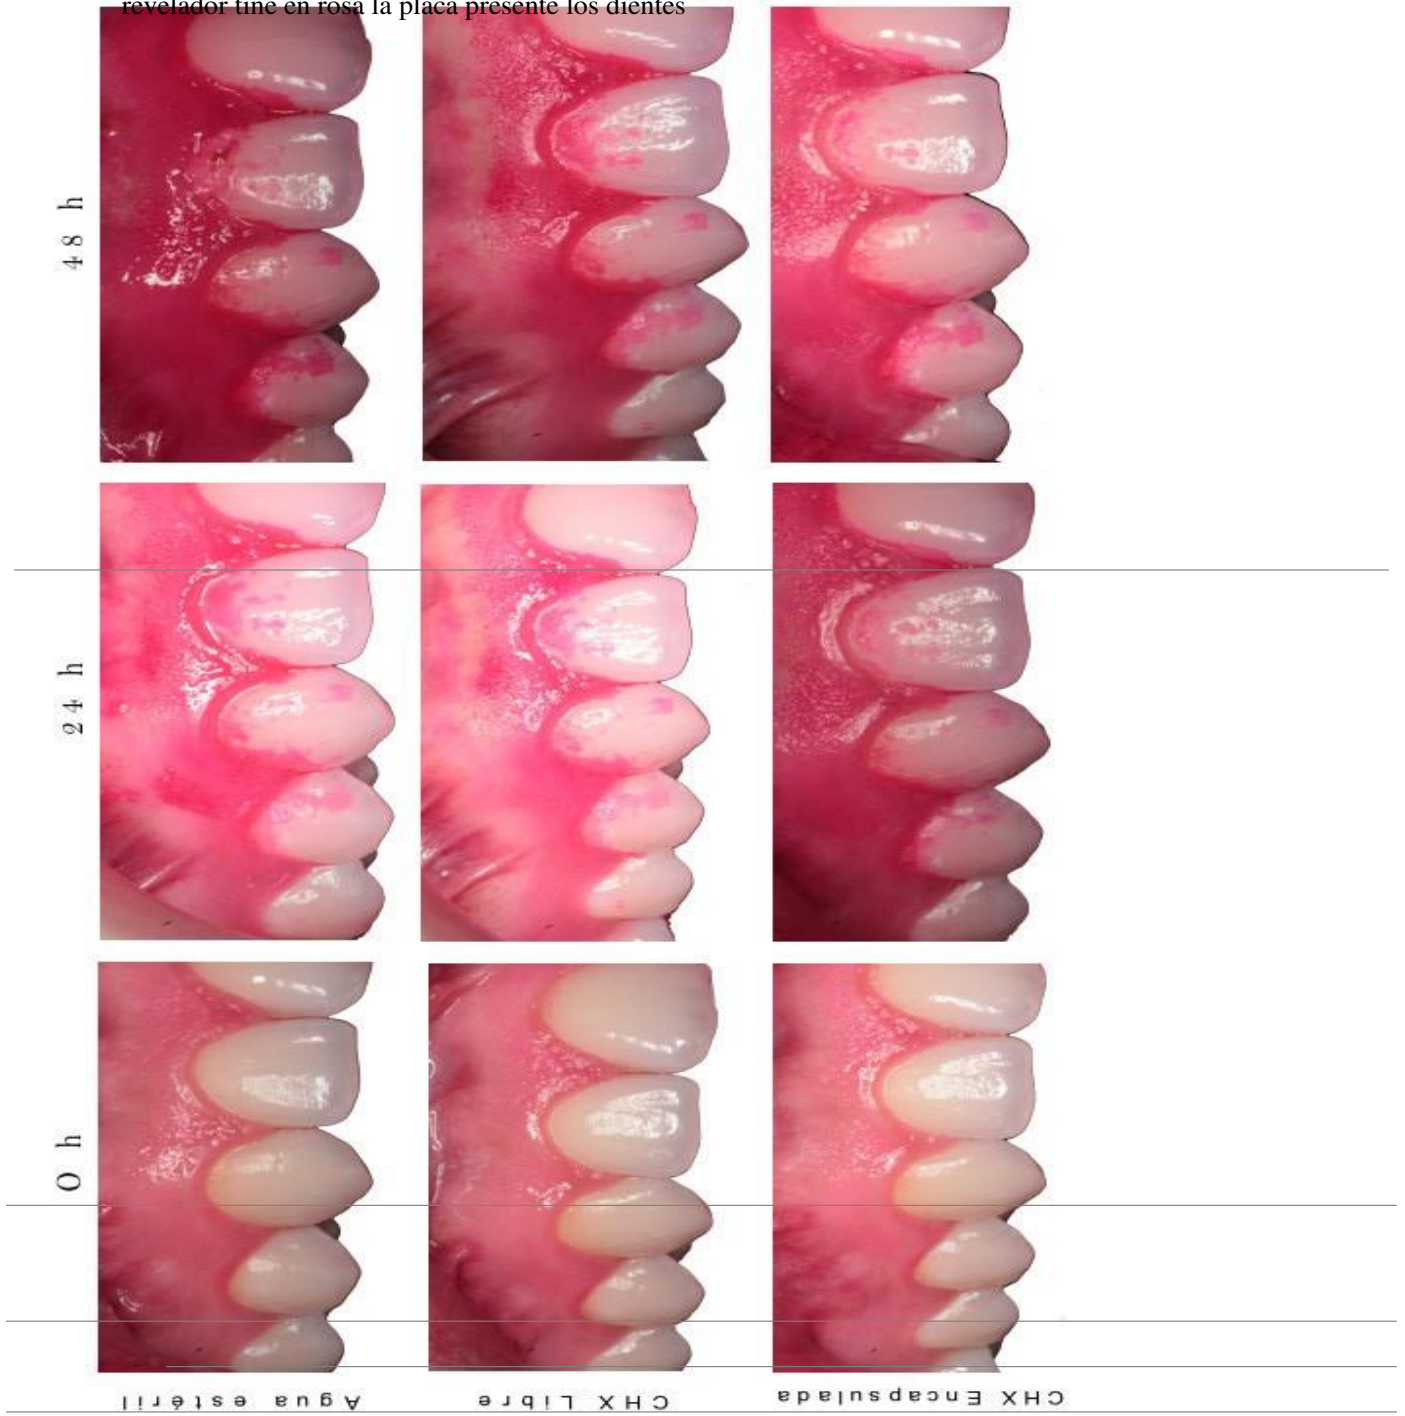 revelador tiñe en rosa la placa presente los dientes
48 h
24 h
0 h
Agua estéril
CHX Libre
CHX Encapsulada